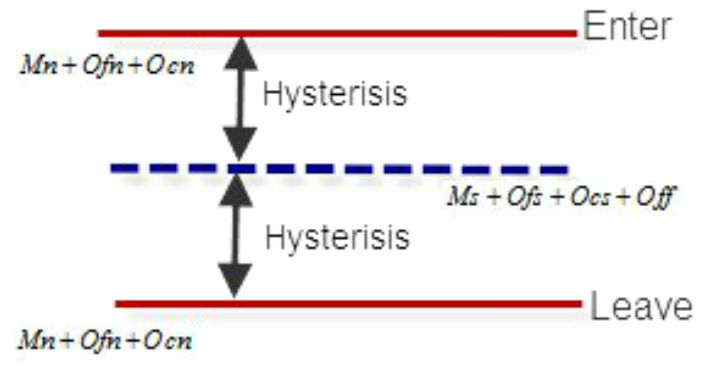 Enter
Mn+Ofn+Ocn
Hysterisis
Ms+Ofs+Ocs+Off
Hysterisis
Leave
Mn+Ofn+Ocn